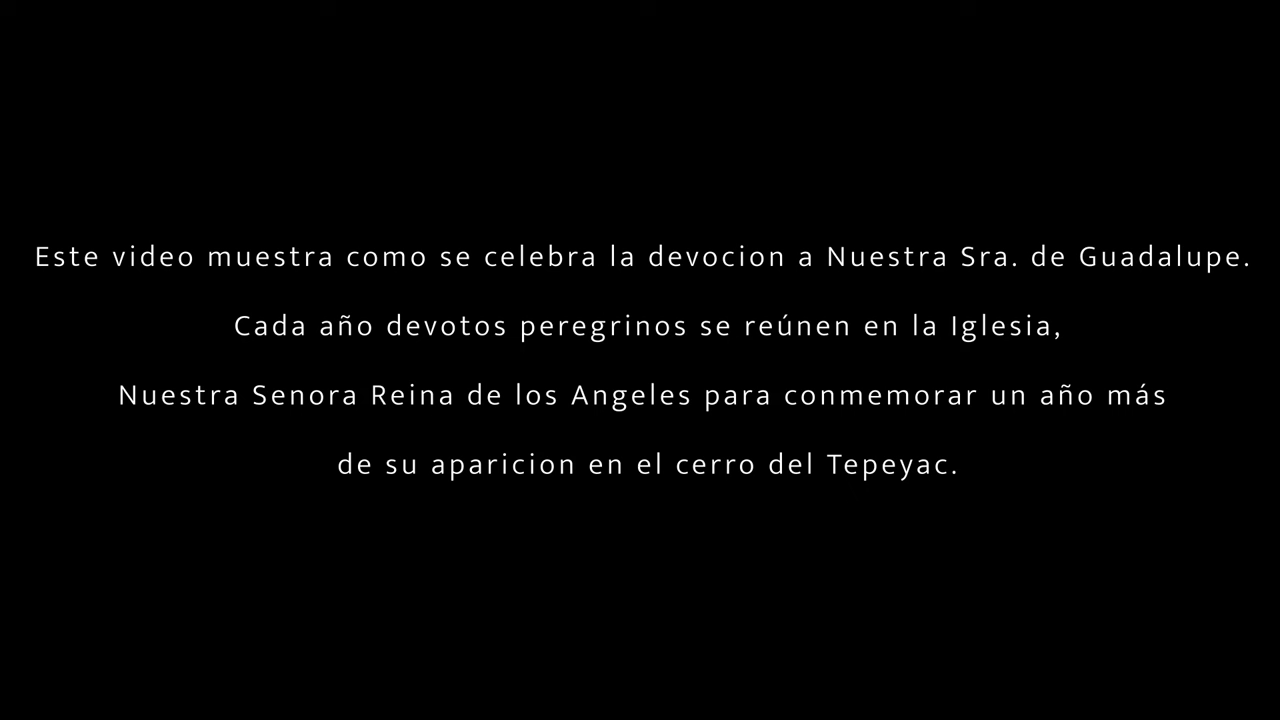 Este video muestra como se celebra la devocion a Nuestra Sra. de Guadalupe.
Cada año devotos peregrinos se reúnen en la Iglesia,
Nuestra Senora Reina de los Angeles para conmemorar un año más
de su aparicion en el cerro del Tepeyac.